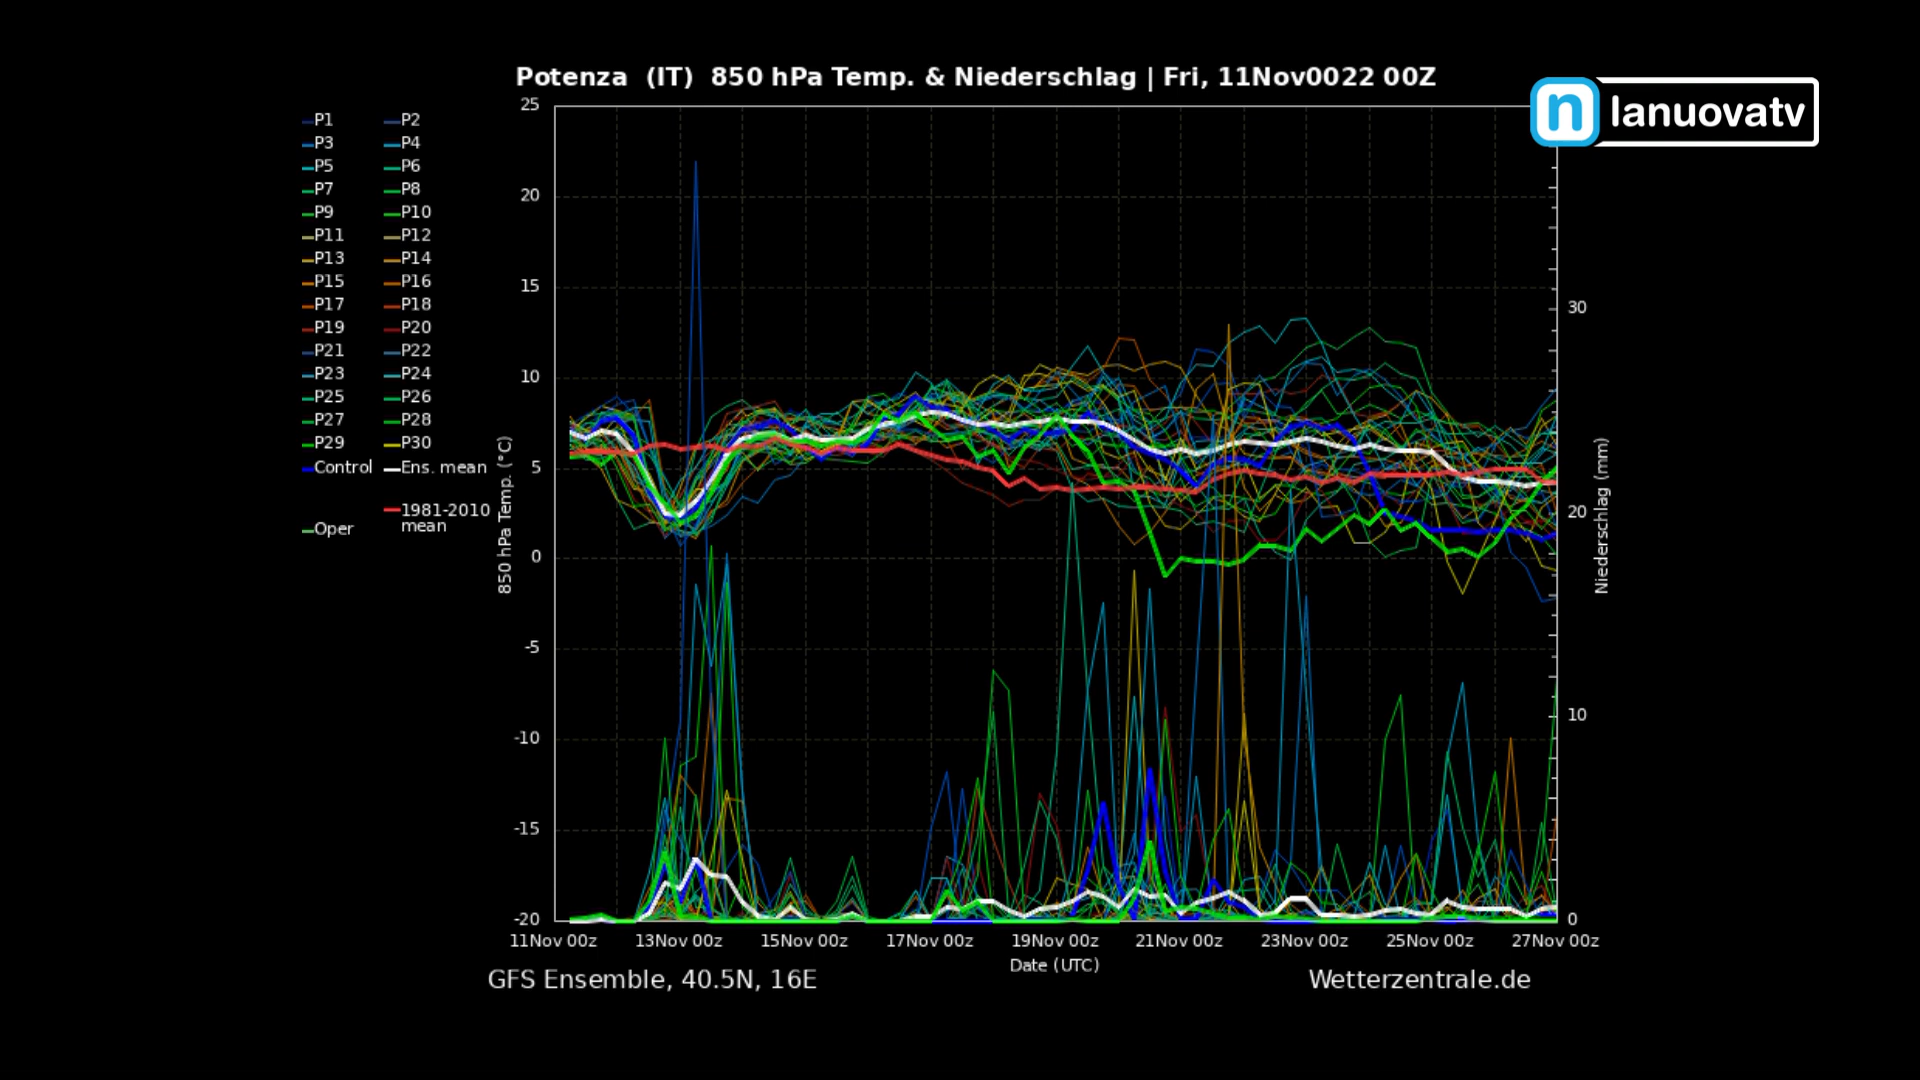 Potenza (IT) 850 hPa Temp. & Niederschlag | Fri, 11Nov0022 00Z
n lanuovatv
P1 P2
P3 P4
P5 P6
P7 P8
P9 P10
P11 P12
P13 P14
P15 P16
P17 P18
P19 P20
P21 P22
P23 P24
P25 P26
P27 P28
P29 P30
Control Ens. mean
Oper 1981-2010
mean
850 hPa Temp. (°C)
25
20
15
10
5
0
-5
-10
-15
-20
30
20
10
0
Niederschlag (mm)
11Nov 00z 13Nov 00z 15Nov 00z 17Nov 00z 19Nov 00z 21Nov 00z 23Nov 00z 25Nov 00z 27Nov 00z
Date (UTC)
GFS Ensemble, 40.5N, 16E
Wetterzentrale.de